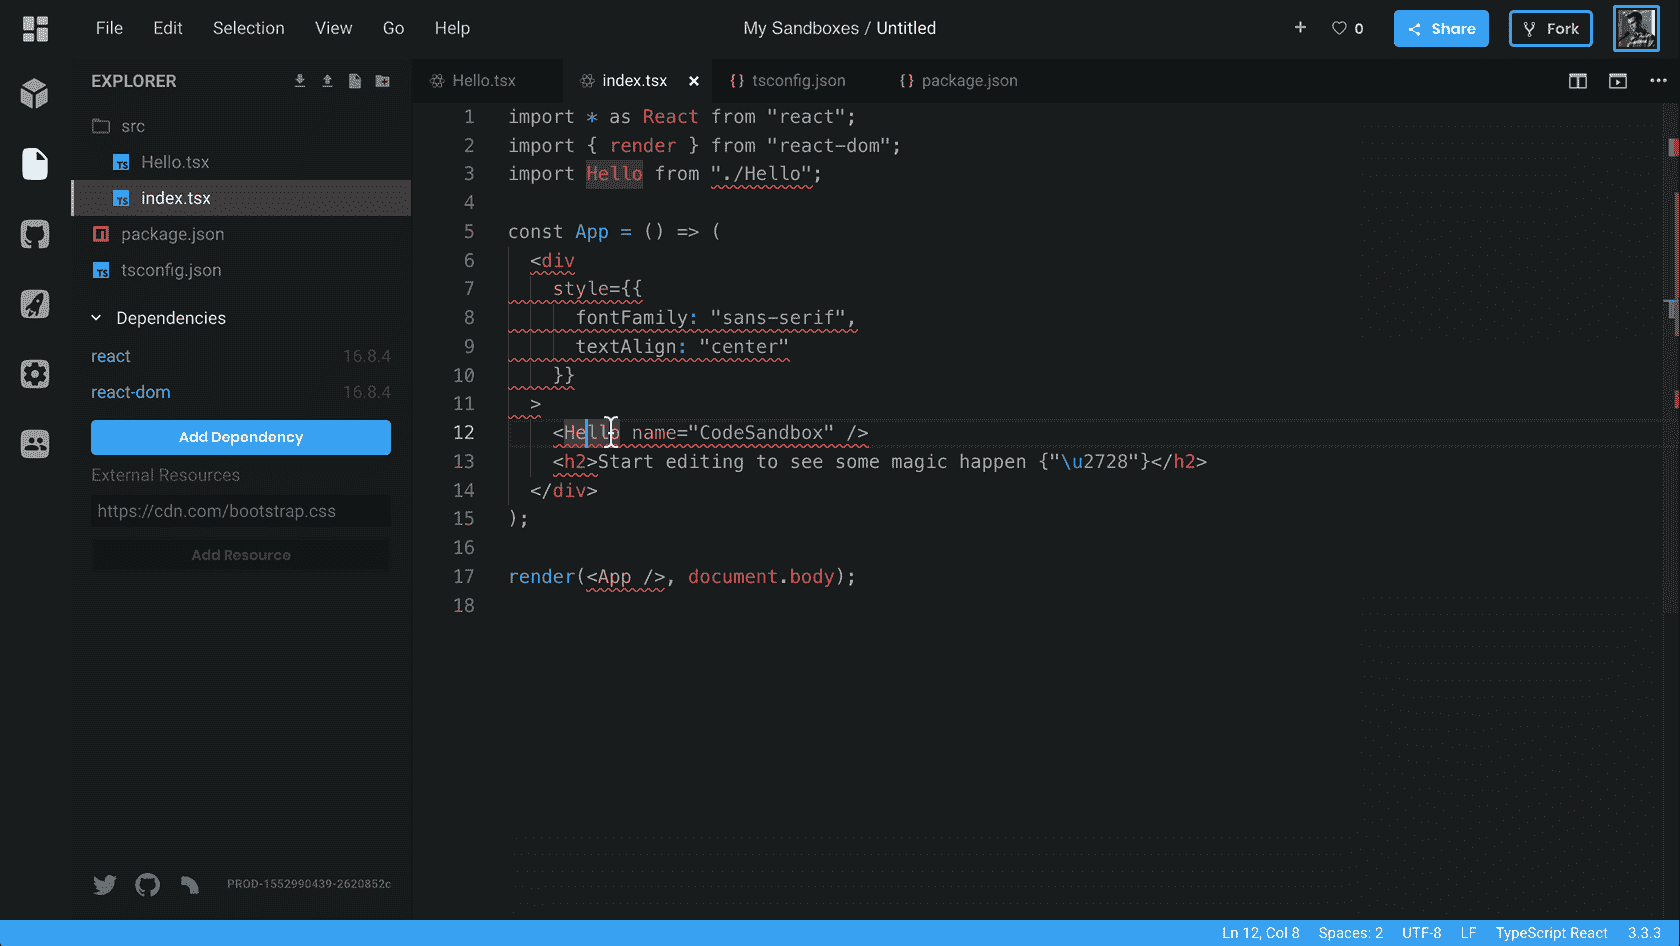 File Edit Selection View Go Help
My Sandboxes / Untitled
+ 0 Share Fork
EXPLORER
src
TS Hello.tsx
TS index.tsx
package.json
TS tsconfig.json
Dependencies
react 16.8.4
react-dom 16.8.4
Add Dependency
External Resources
https://cdn.com/bootstrap.css
Add Resource
PROD-1552990439-2620852c
Hello.tsx index.tsx × {} tsconfig.json {} package.json
1 import * as React from "react";
2 import { render } from "react-dom";
3 import Hello from "./Hello";
4
5 const App = () => (
6 <div
7 style={{
8 fontFamily: "sans-serif",
9 textAlign: "center"
10 }}
11 >
12 <Hello name="CodeSandbox" />
13 <h2>Start editing to see some magic happen {"\u2728"}</h2>
14 </div>
15 );
16
17 render(<App />, document.body);
18
Ln 12, Col 8 Spaces: 2 UTF-8 LF TypeScript React 3.3.3